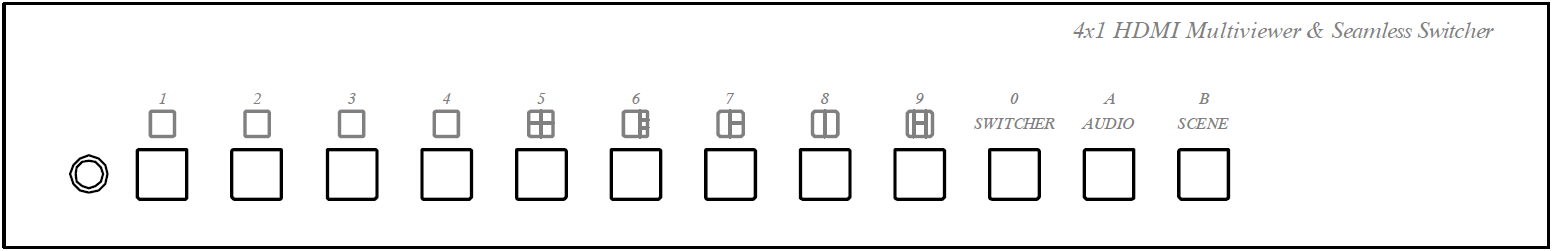 4x1 HDMI Multiviewer & Seamless Switcher
1 2 3 4 5 6 7 8 9 0 A B
SWITCHER AUDIO SCENE